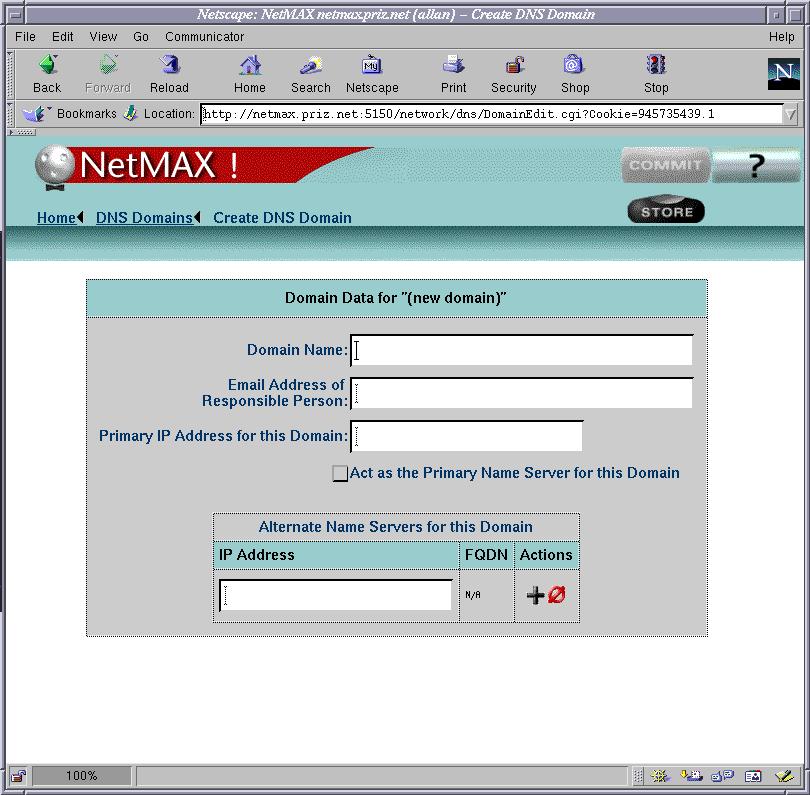 Netscape: NetMAX netmax.priz.net (allan) – Create DNS Domain
File Edit View Go Communicator Help
Back Forward Reload Home Search Netscape Print Security Shop Stop
My
N
Bookmarks Location: http://netmax.priz.net:5150/network/dns/DomainEdit.cgi?Cookie=945735439.1
NetMAX !
COMMIT ?
STORE
Home DNS Domains Create DNS Domain
Domain Data for "(new domain)"
Domain Name:
Email Address of
Responsible Person:
Primary IP Address for this Domain:
Act as the Primary Name Server for this Domain
Alternate Name Servers for this Domain
IP Address FQDN Actions
N/A
100%